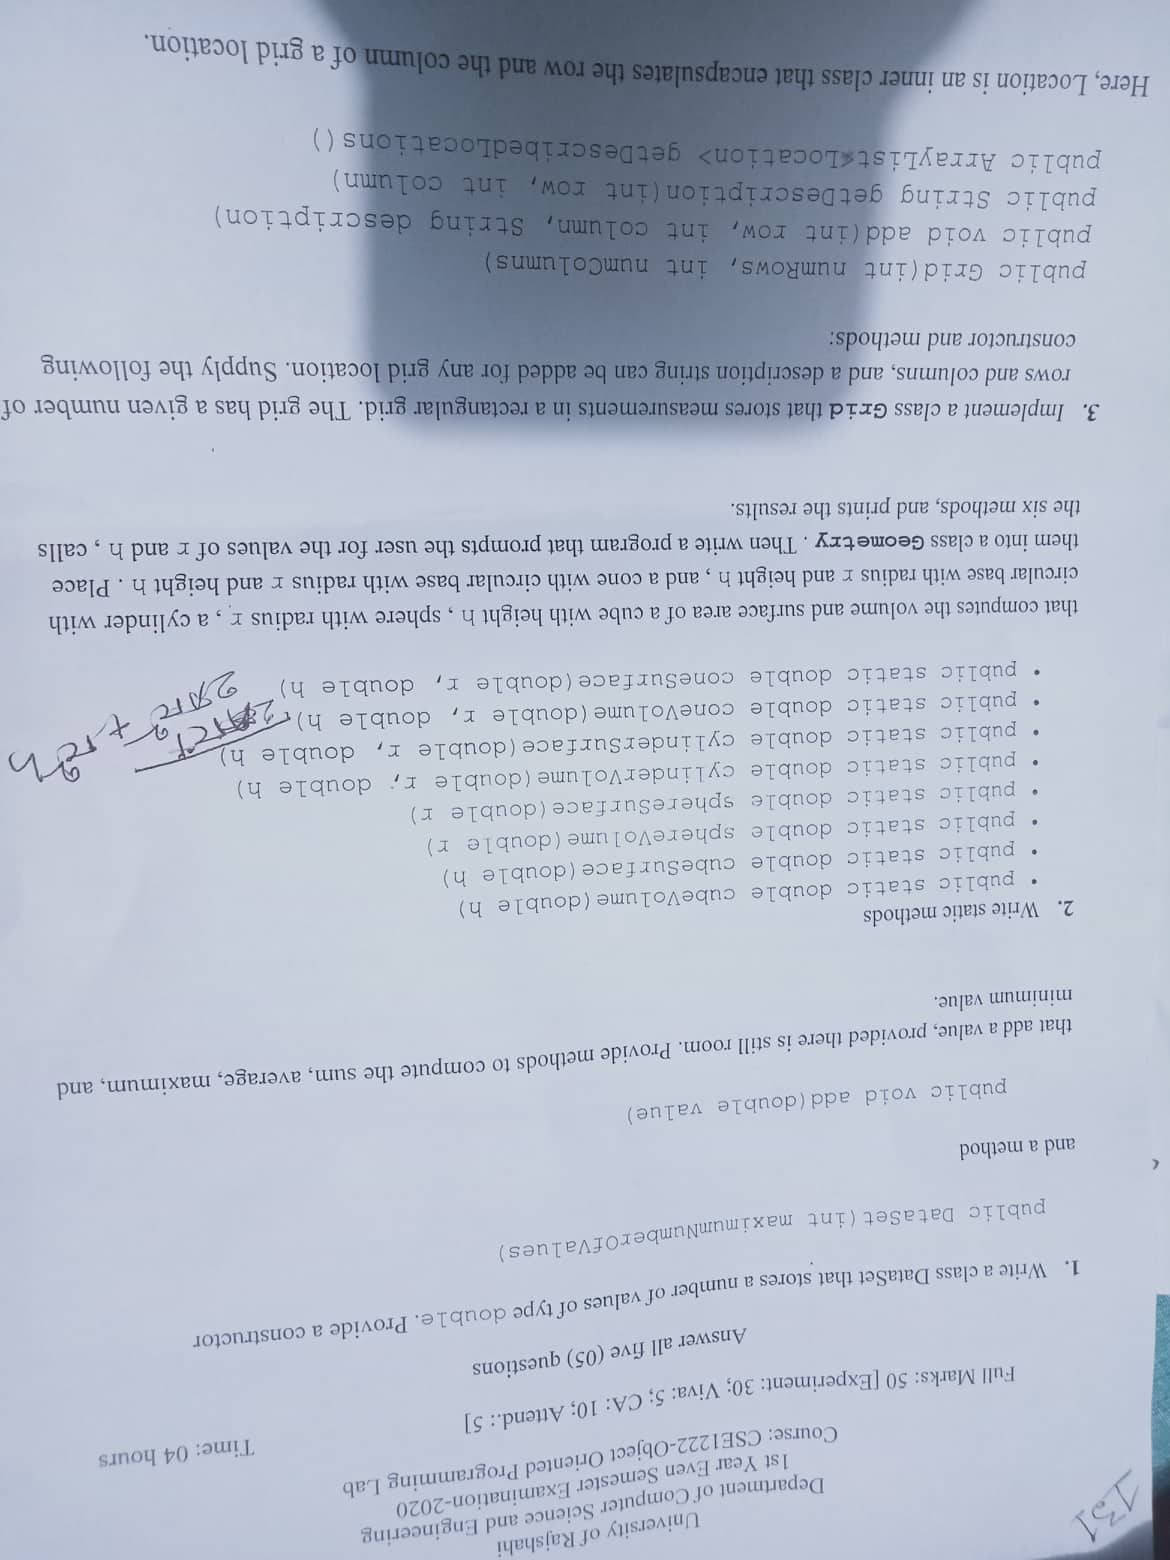 University of Rajshahi
Department of Computer Science and Engineering
1st Year Even Semester Examination-2020
Course: CSE1222-Object Oriented Programming Lab
Full Marks: 50 [Experiment: 30; Viva: 5; CA: 10; Attend.: 5]
Time: 04 hours
Answer all five (05) questions
1. Write a class DataSet that stores a number of values of type double. Provide a constructor
public DataSet(int maximumNumberOfValues)
and a method
public void add(double value)
that add a value, provided there is still room. Provide methods to compute the sum, average, maximum, and
minimum value.
2. Write static methods
• public static double cubeVolume(double h)
• public static double cubeSurface(double h)
• public static double sphereVolume(double r)
• public static double sphereSurface(double r)
• public static double cylinderVolume(double r, double h)
• public static double cylinderSurface(double r, double h)
• public static double coneVolume(double r, double h)
• public static double coneSurface(double r, double h)
that computes the volume and surface area of a cube with height h , sphere with radius r , a cylinder with
circular base with radius r and height h , and a cone with circular base with radius r and height h . Place
them into a class Geometry . Then write a program that prompts the user for the values of r and h , calls
the six methods, and prints the results.
3. Implement a class Grid that stores measurements in a rectangular grid. The grid has a given number of
rows and columns, and a description string can be added for any grid location. Supply the following
constructor and methods:
public Grid(int numRows, int numColumns)
public void add(int row, int column, String description)
public String getDescription(int row, int column)
public ArrayList<Location> getDescribedLocations()
Here, Location is an inner class that encapsulates the row and the column of a grid location.